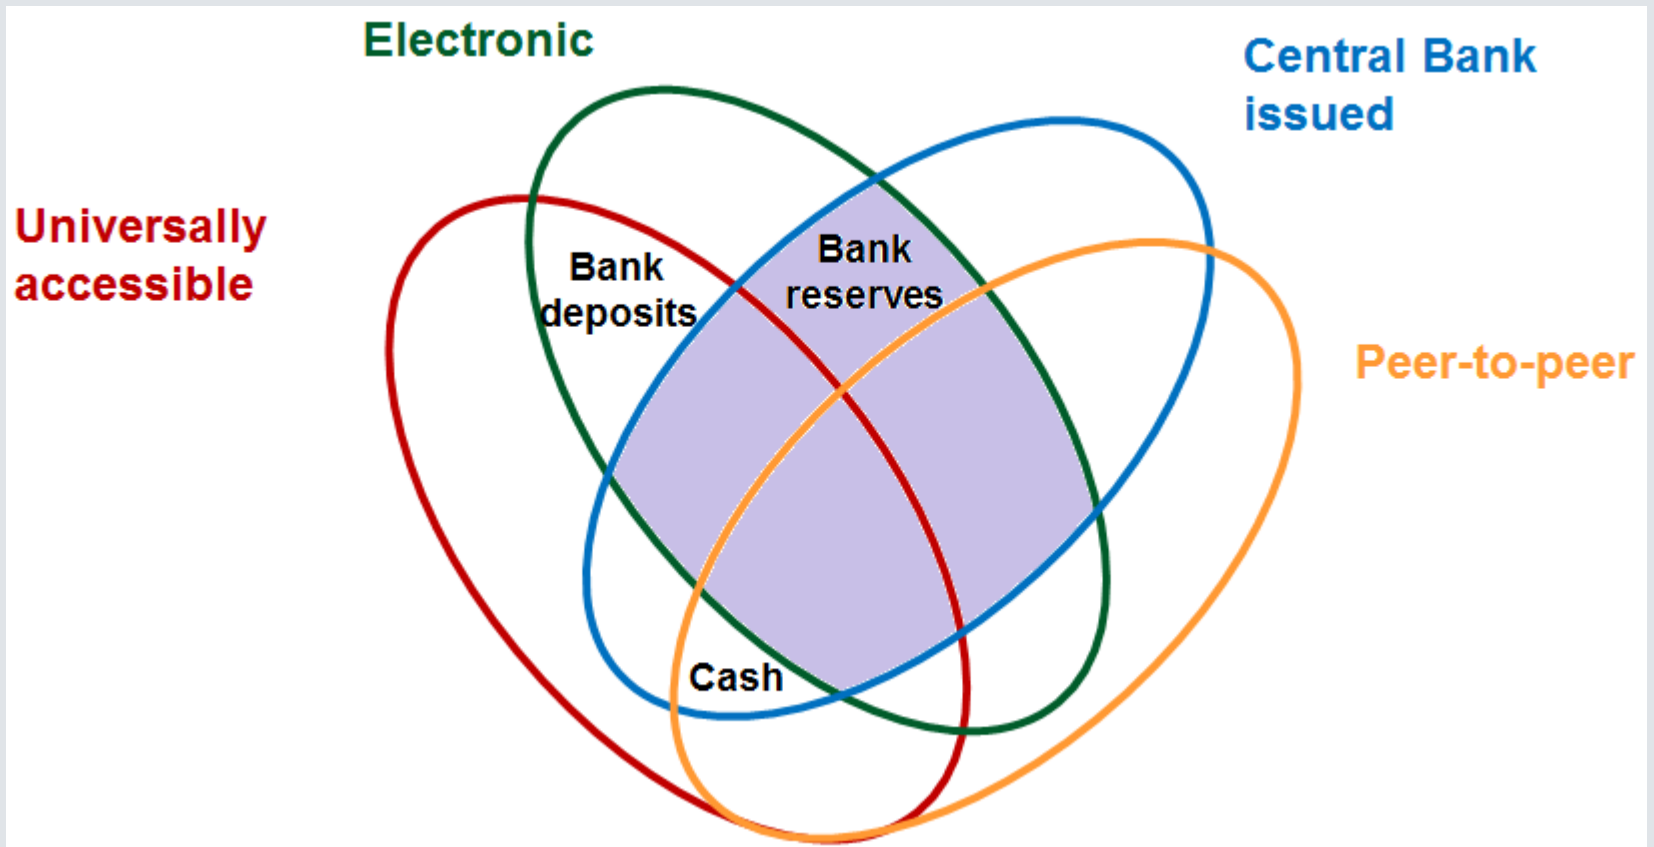 Electronic
Central Bank
issued
Universally
accessible
Bank
deposits
Bank
reserves
Peer-to-peer
Cash